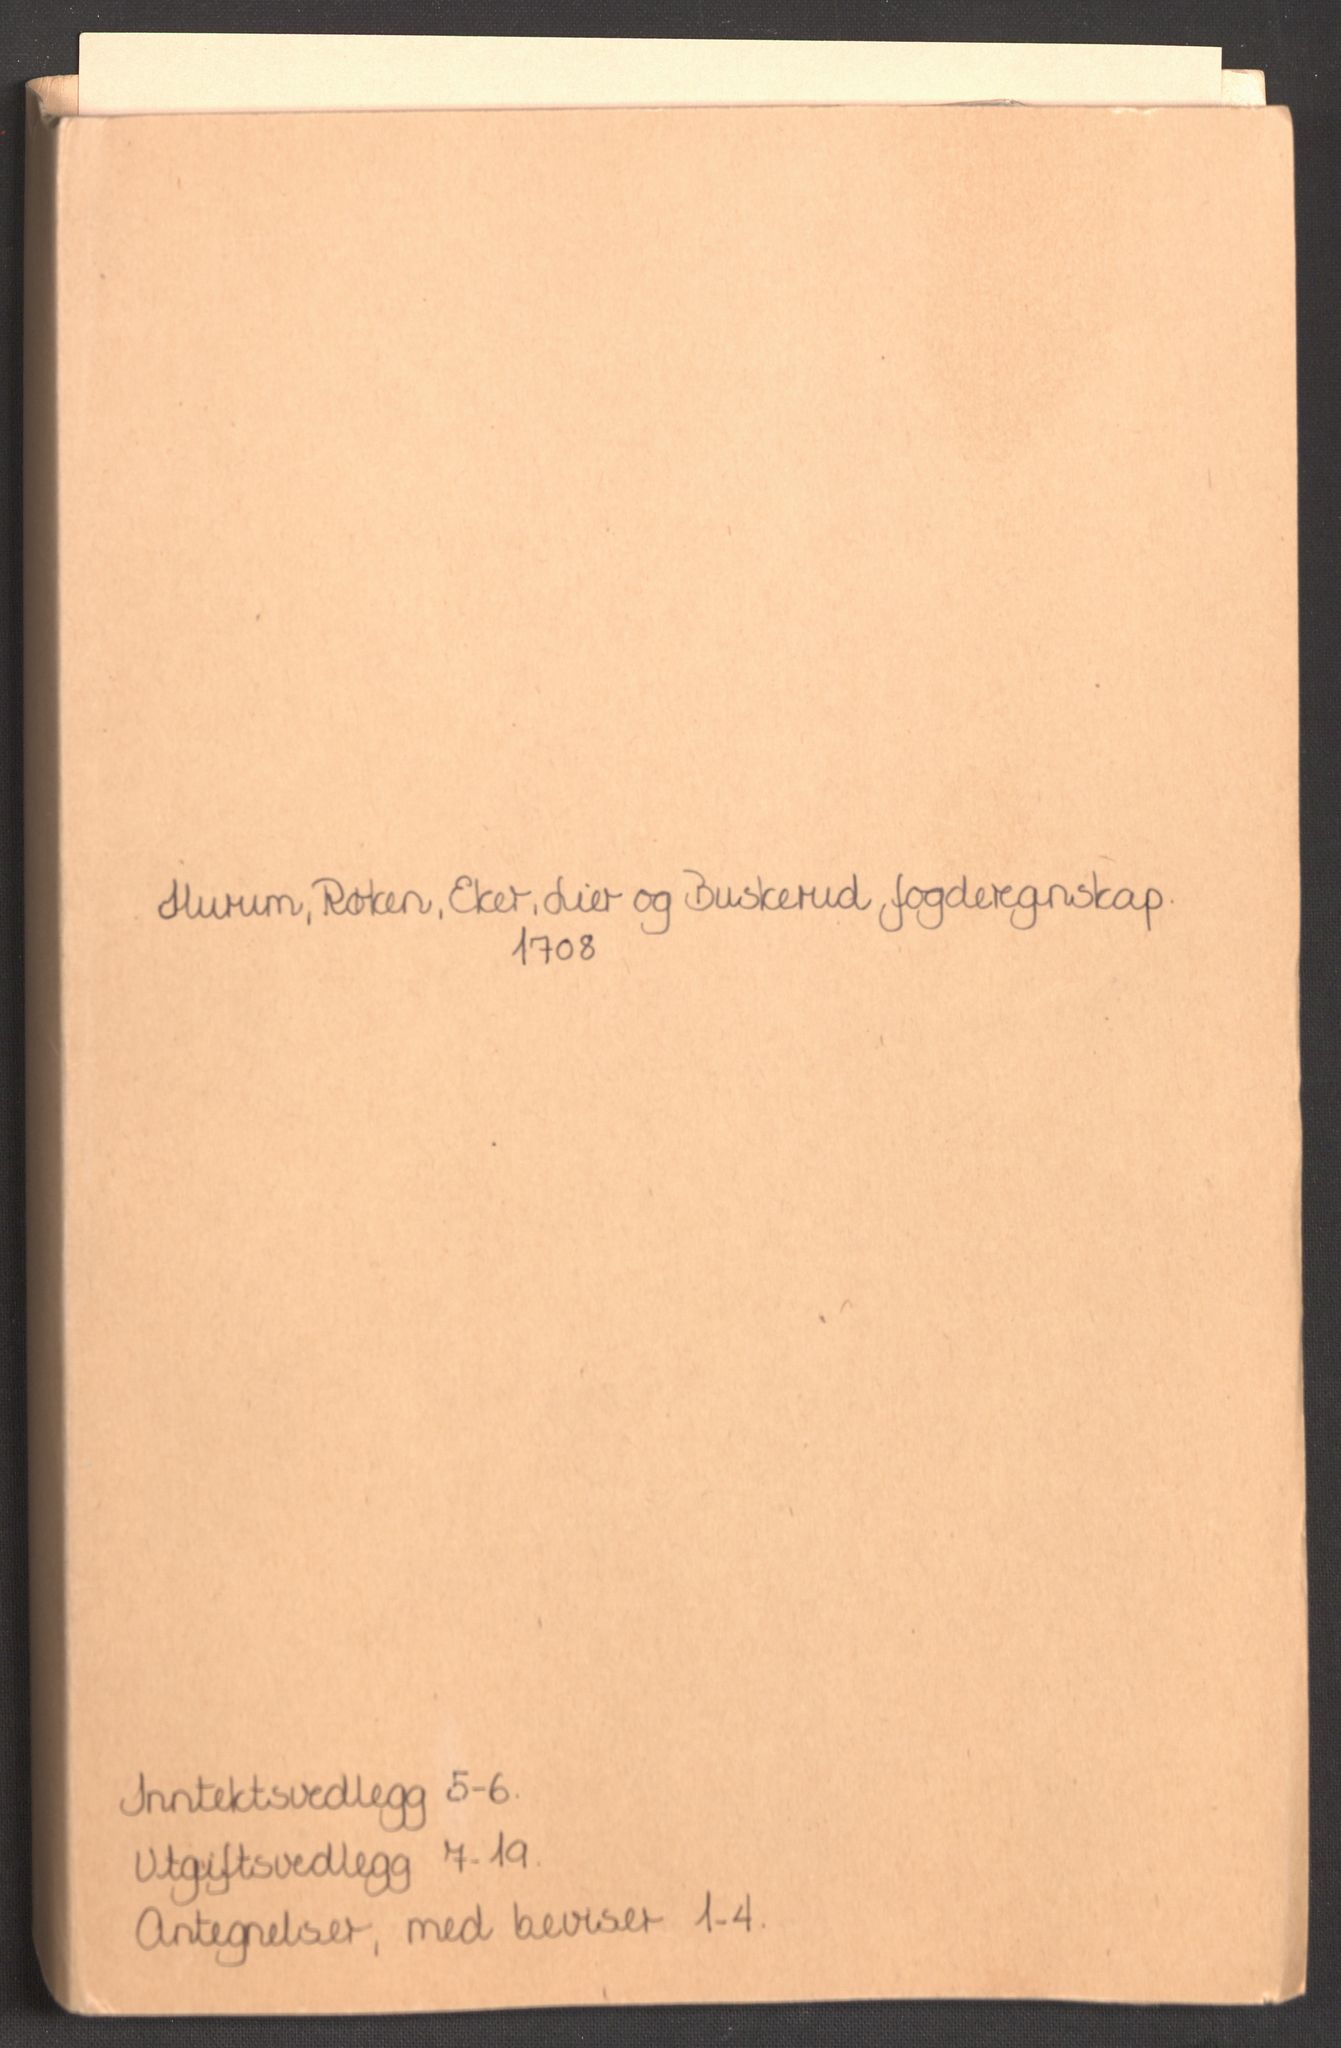 Hurum, Røken, Eker, Lier og Buskerud, fogderegnskap.
1708
Inntektsvedlegg 5-6.
Utgiftsvedlegg 7-19.
Antegnelser, med beviser 1-4.